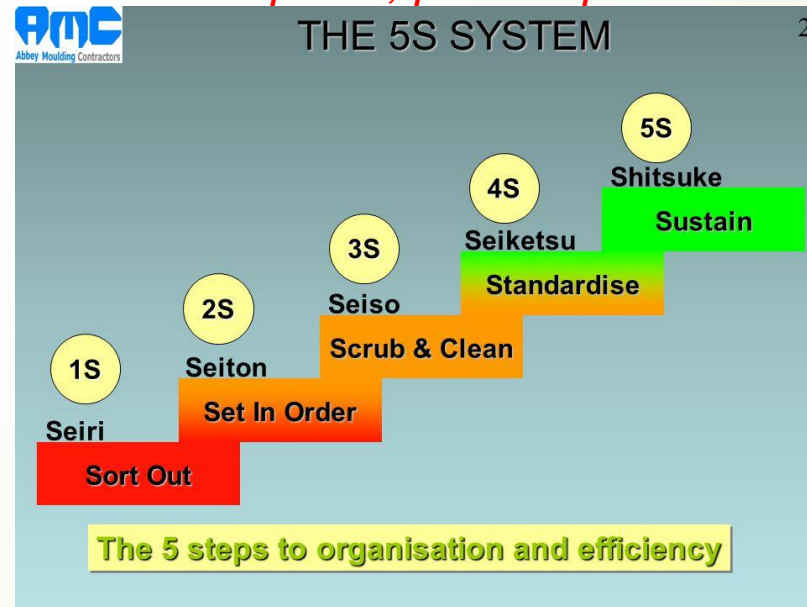 AMC
Abbey Moulding Contractors
THE 5S SYSTEM
2
5S
Shitsuke
Sustain
4S
Seiketsu
Standardise
3S
Seiso
Scrub & Clean
2S
Seiton
Set In Order
1S
Seiri
Sort Out
The 5 steps to organisation and efficiency